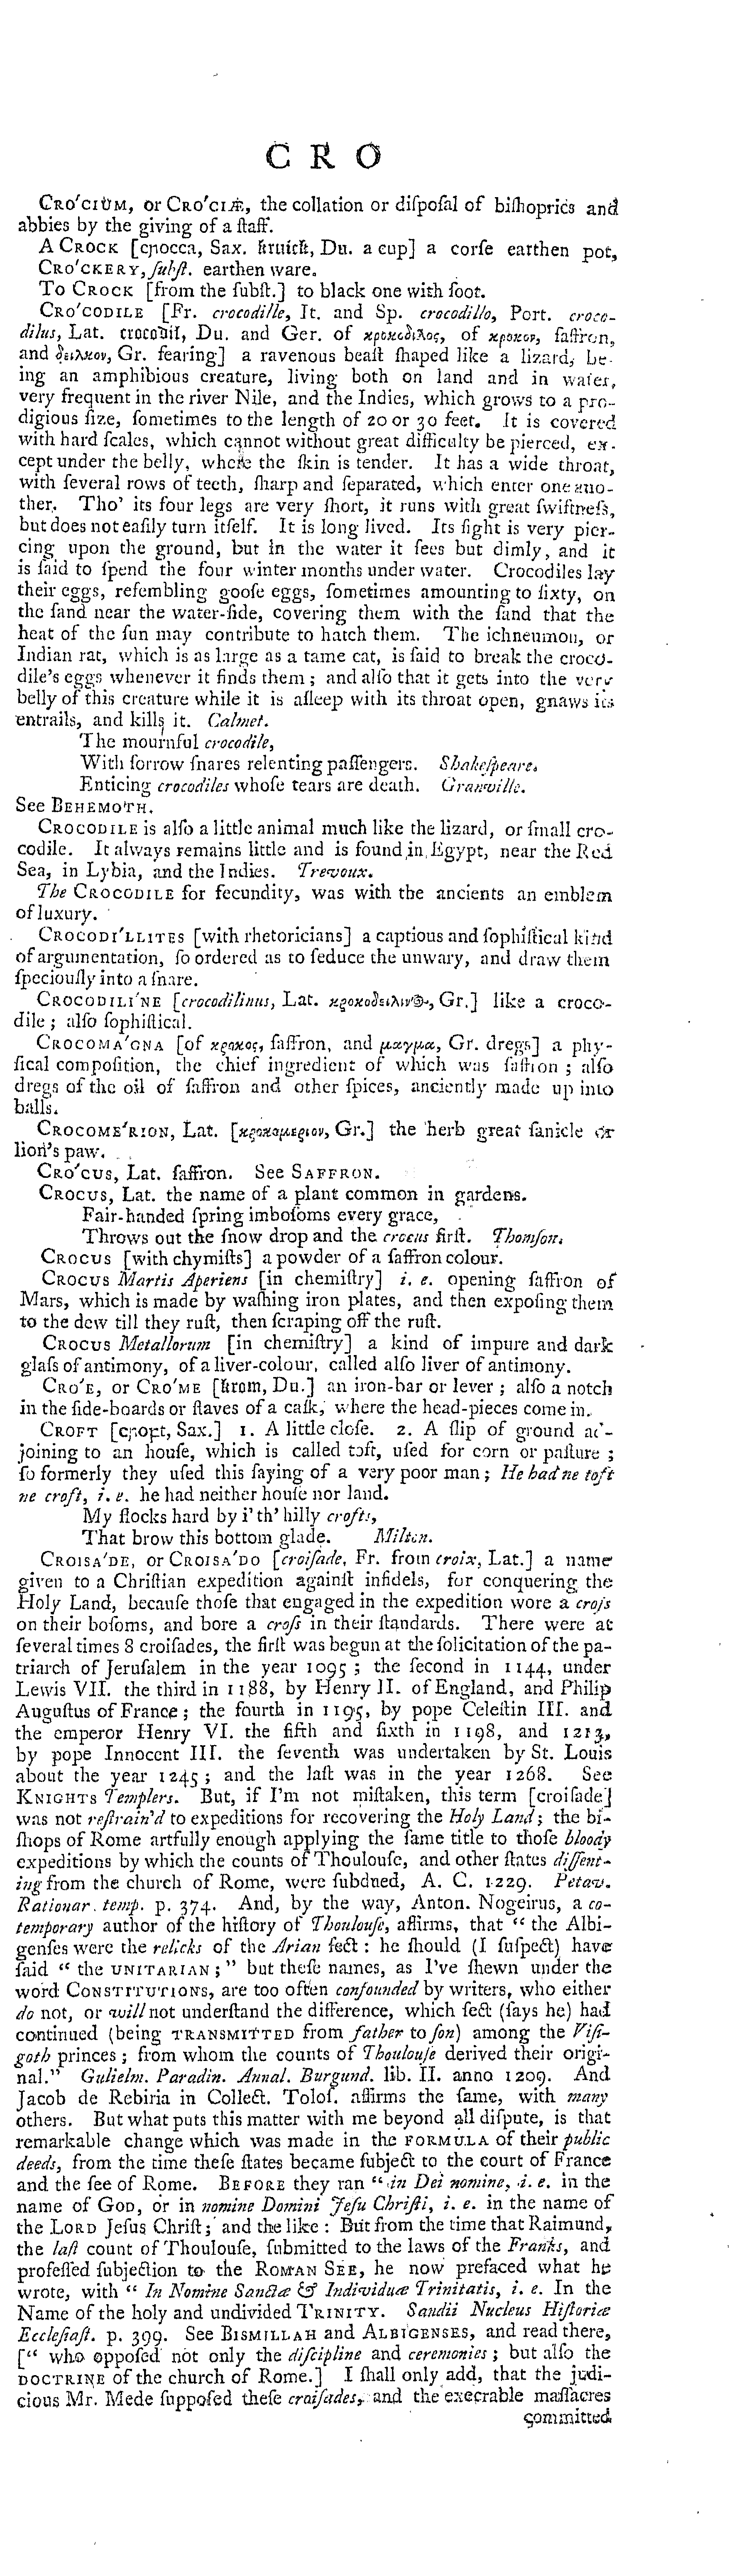 C R O
CRO'CIUM, or CRO'CIÆ, the collation or diſpoſal of biſhoprics and
abbies by the giving of a ſtaff.
A CROCK [cꞃocca, Sax. kruick, Du. a cup] a corſe earthen pot,
CRO'CKERY, ſubſt. earthen ware.
To CROCK [from the ſubſt.] to black one with ſoot.
CRO'CODILE [Fr. crocodille, It. and Sp. crocodillo, Port. croco-
dilus, Lat. crocodil, Du. and Ger. of κροκοδιλος, of κροκον, ſaffron,
and δειλκον, Gr. fearing] a ravenous beaſt ſhaped like a lizard, be-
ing an amphibious creature, living both on land and in water,
very frequent in the river Nile, and the Indies, which grows to a pro-
digious ſize, ſometimes to the length of 20 or 30 feet. It is covered
with hard ſcales, which cannot without great difficulty be pierced, ex-
cept under the belly, where the ſkin is tender. It has a wide throat,
with ſeveral rows of teeth, ſharp and ſeparated, which enter one ano-
ther. Tho' its four legs are very ſhort, it runs with great ſwiftneſs,
but does not eaſily turn itſelf. It is long lived. Its ſight is very pier-
cing upon the ground, but in the water it ſees but dimly, and it
is ſaid to ſpend the four winter months under water. Crocodiles lay
their eggs, reſembling gooſe eggs, ſometimes amounting to ſixty, on
the ſand near the water-ſide, covering them with the ſand that the
heat of the ſun may contribute to hatch them. The ichneumon, or
Indian rat, which is as large as a tame cat, is ſaid to break the croco-
dile's eggs whenever it finds them; and alſo that it gets into the very
belly of this creature while it is aſleep with its throat open, gnaws its
entrails, and kills it. Calmet.
The mournful crocodile,
With ſorrow ſnares relenting paſſengers. Shakeſpeare.
Enticing crocodiles whoſe tears are death. Granville.
See BEHEMOTH.
CROCODILE is alſo a little animal much like the lizard, or ſmall cro-
codile. It always remains little and is found in Egypt, near the Red
Sea, in Lybia, and the Indies. Trevoux.
The CROCODILE for fecundity, was with the ancients an emblem
of luxury.
CROCODI'LLITES [with rhetoricians] a captious and ſophiſtical kind
of argumentation, ſo ordered as to ſeduce the unwary, and draw them
ſpeciouſly into a ſnare.
CROCODILI'NE [crocodilinus, Lat. κροκοδειλινος, Gr.] like a croco-
dile; alſo ſophiſtical.
CROCOMA'GNA [of κροκος, ſaffron, and μαγμα, Gr. dregs] a phy-
ſical compoſition, the chief ingredient of which was ſaffron; alſo
dregs of the oil of ſaffron and other ſpices, anciently made up into
balls.
CROCOME'RION, Lat. [κροκαμεριον, Gr.] the herb great ſanicle or
lion's paw.
CRO'CUS, Lat. ſaffron. See SAFFRON.
CROCUS, Lat. the name of a plant common in gardens.
Fair-handed ſpring imboſoms every grace,
Throws out the ſnow drop and the crocus firſt. Thomſon.
CROCUS [with chymiſts] a powder of a ſaffron colour.
CROCUS Martis Aperiens [in chemiſtry] i. e. opening ſaffron of
Mars, which is made by waſhing iron plates, and then expoſing them
to the dew till they ruſt, then ſcraping off the ruſt.
CROCUS Metallorum [in chemiſtry] a kind of impure and dark
glaſs of antimony, of a liver-colour, called alſo liver of antimony.
CRO'E, or CRO'ME [krom, Du.] an iron-bar or lever; alſo a notch
in the ſide-boards or ſtaves of a caſk, where the head-pieces come in.
CROFT [cꞃoꝼt, Sax.] 1. A little cloſe. 2. A ſlip of ground ad-
joining to an houſe, which is called toft, uſed for corn or paſture;
ſo formerly they uſed this ſaying of a very poor man; He had ne toft
ne croft, i. e. he had neither houſe nor land.
My flocks hard by i' th' hilly crofts,
That brow this bottom glade. Milton.
CROISA'DE, or CROISA'DO [croiſade, Fr. from croix, Lat.] a name
given to a Chriſtian expedition againſt infidels, for conquering the
Holy Land, becauſe thoſe that engaged in the expedition wore a croſs
on their boſoms, and bore a croſs in their ſtandards. There were at
ſeveral times 8 croiſades, the firſt was begun at the ſolicitation of the pa-
triarch of Jeruſalem in the year 1095; the ſecond in 1144, under
Lewis VII. the third in 1188, by Henry II. of England, and Philip
Auguſtus of France; the fourth in 1195, by pope Celeſtin III. and
the emperor Henry VI. the fifth and ſixth in 1198, and 1213,
by pope Innocent III. the ſeventh was undertaken by St. Louis
about the year 1245; and the laſt was in the year 1268. See
KNIGHTS Templers. But, if I'm not miſtaken, this term [croiſade]
was not reſtrain'd to expeditions for recovering the Holy Land; the bi-
ſhops of Rome artfully enough applying the ſame title to thoſe bloody
expeditions by which the counts of Thoulouſe, and other ſtates diſſent-
ing from the church of Rome, were ſubdued, A. C. 1229. Petav.
Rationar. temp. p. 374. And, by the way, Anton. Nogeirus, a co-
temporary author of the hiſtory of Thoulouſe, affirms, that “ the Albi-
genſes were the relicks of the Arian ſect: he ſhould (I ſuſpect) have
ſaid “ the UNITARIAN;” but theſe names, as I've ſhewn under the
word CONSTITUTIONS, are too often confounded by writers, who either
do not, or will not underſtand the difference, which ſect (ſays he) had
continued (being TRANSMITTED from father to ſon) among the Viſi-
goth princes; from whom the counts of Thoulouſe derived their origi-
nal.” Gulielm. Paradin. Annal. Burgund. lib. II. anno 1209. And
Jacob de Rebiria in Collect. Toloſ. affirms the ſame, with many
others. But what puts this matter with me beyond all diſpute, is that
remarkable change which was made in the FORMULA of their public
deeds, from the time theſe ſtates became ſubject to the court of France
and the ſee of Rome. BEFORE they ran “ in Dei nomine, i. e. in the
name of GOD, or in nomine Domini Jeſu Chriſti, i. e. in the name of
the LORD Jeſus Chriſt; and the like: But from the time that Raimund,
the laſt count of Thoulouſe, ſubmitted to the laws of the Franks, and
profeſſed ſubjection to the ROMAN SEE, he now prefaced what he
wrote, with “ In Nomine Sanctæ & Individuæ Trinitatis, i. e. In the
Name of the holy and undivided TRINITY. Sandii Nucleus Hiſtoriæ
Eccleſiaſt. p. 399. See BISMILLAH and ALBIGENSES, and read there,
[“ who oppoſed not only the diſcipline and ceremonies; but alſo the
DOCTRINE of the church of Rome.] I ſhall only add, that the judi-
cious Mr. Mede ſuppoſed theſe croiſades, and the execrable maſſacres
committed